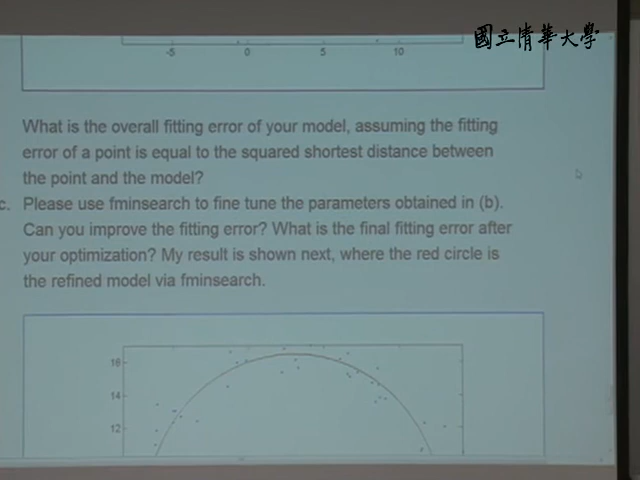 國立清華大學
-5 0 5 10
What is the overall fitting error of your model, assuming the fitting
error of a point is equal to the squared shortest distance between
the point and the model?
c. Please use fminsearch to fine tune the parameters obtained in (b).
Can you improve the fitting error? What is the final fitting error after
your optimization? My result is shown next, where the red circle is
the refined model via fminsearch.
16
14
12